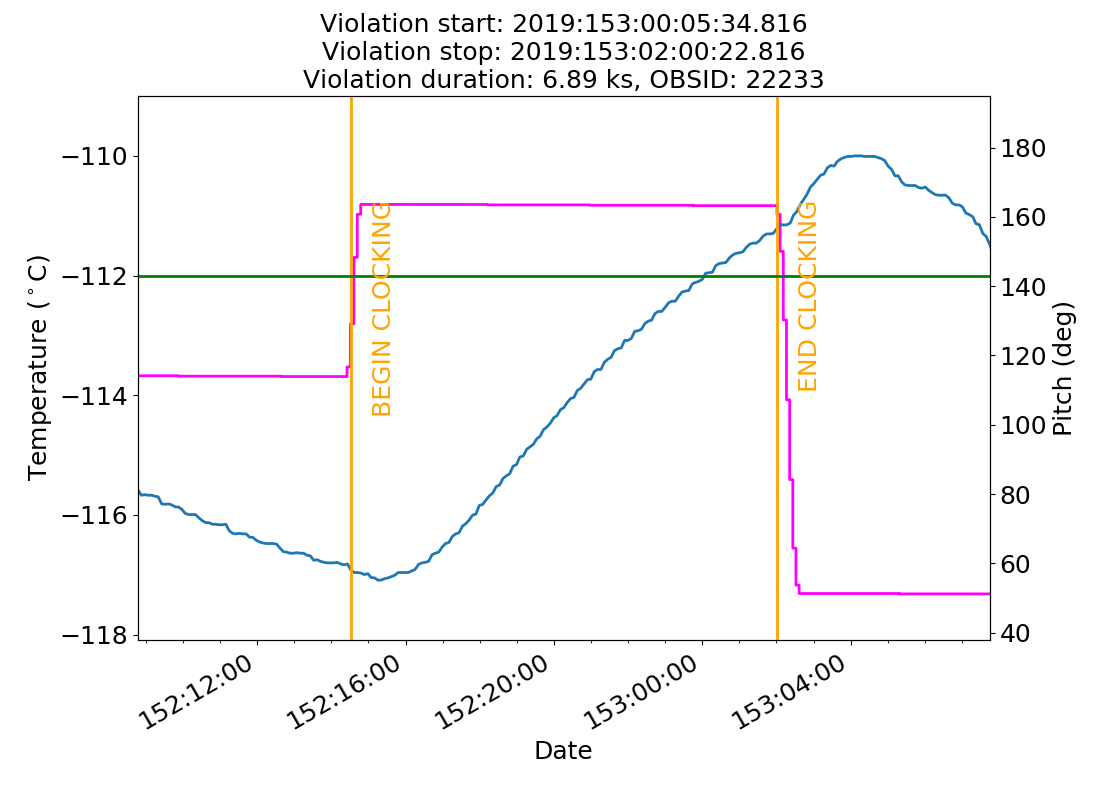 Violation start: 2019:153:00:05:34.816
Violation stop: 2019:153:02:00:22.816
Violation duration: 6.89 ks, OBSID: 22233
−110
−112
−114
−116
−118
Temperature (°C)
BEGIN CLOCKING
END CLOCKING
180
160
140
120
100
80
60
40
Pitch (deg)
152:12:00
152:16:00
152:20:00
153:00:00
153:04:00
Date